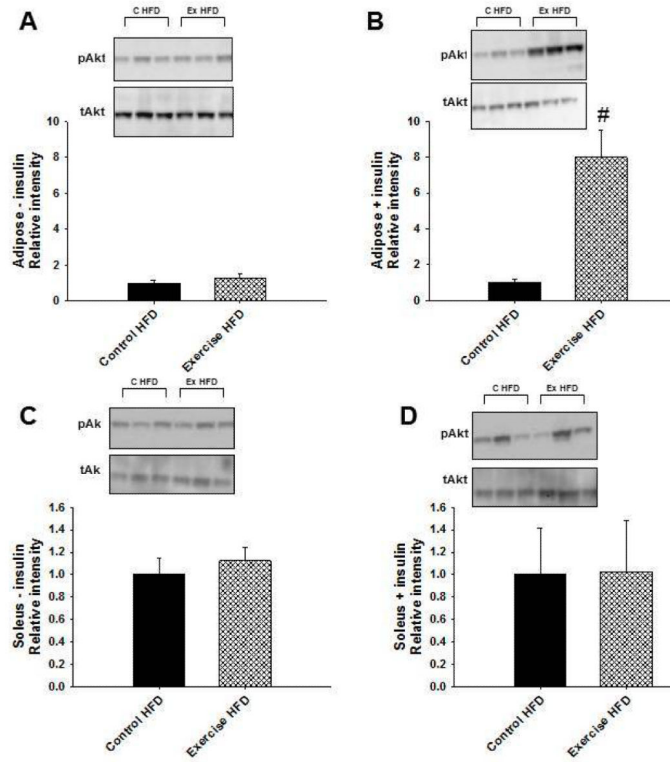 A
C HFD Ex HFD
pAkt
tAkt
Adipose - insulin
Relative intensity
10
8
6
4
2
0
Control HFD
Exercise HFD
B
C HFD Ex HFD
pAkt
tAkt
#
Adipose + insulin
Relative intensity
10
8
6
4
2
0
Control HFD
Exercise HFD
C
C HFD Ex HFD
pAk
tAk
Soleus - insulin
Relative intensity
1.6
1.4
1.2
1.0
0.8
0.6
0.4
0.2
0.0
Control HFD
Exercise HFD
D
C HFD Ex HFD
pAkt
tAkt
Soleus + insulin
Relative intensity
1.6
1.4
1.2
1.0
0.8
0.6
0.4
0.2
0.0
Control HFD
Exercise HFD